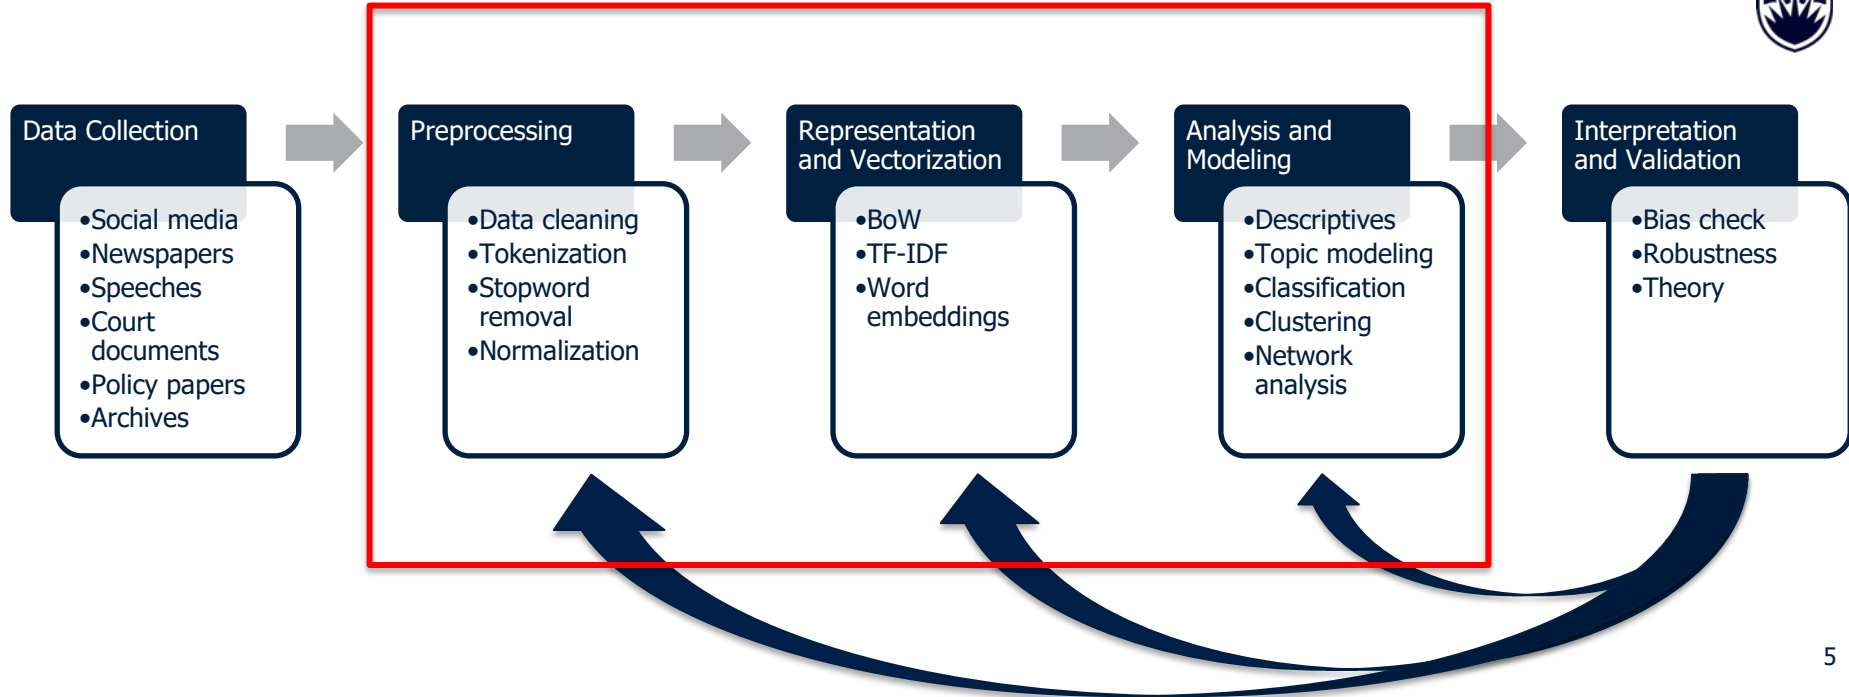 Data Collection
•Social media
•Newspapers
•Speeches
•Court
documents
•Policy papers
•Archives
Preprocessing
•Data cleaning
•Tokenization
•Stopword
removal
•Normalization
Representation
and Vectorization
•BoW
•TF-IDF
•Word
embeddings
Analysis and
Modeling
•Descriptives
•Topic modeling
•Classification
•Clustering
•Network
analysis
Interpretation
and Validation
•Bias check
•Robustness
•Theory
5